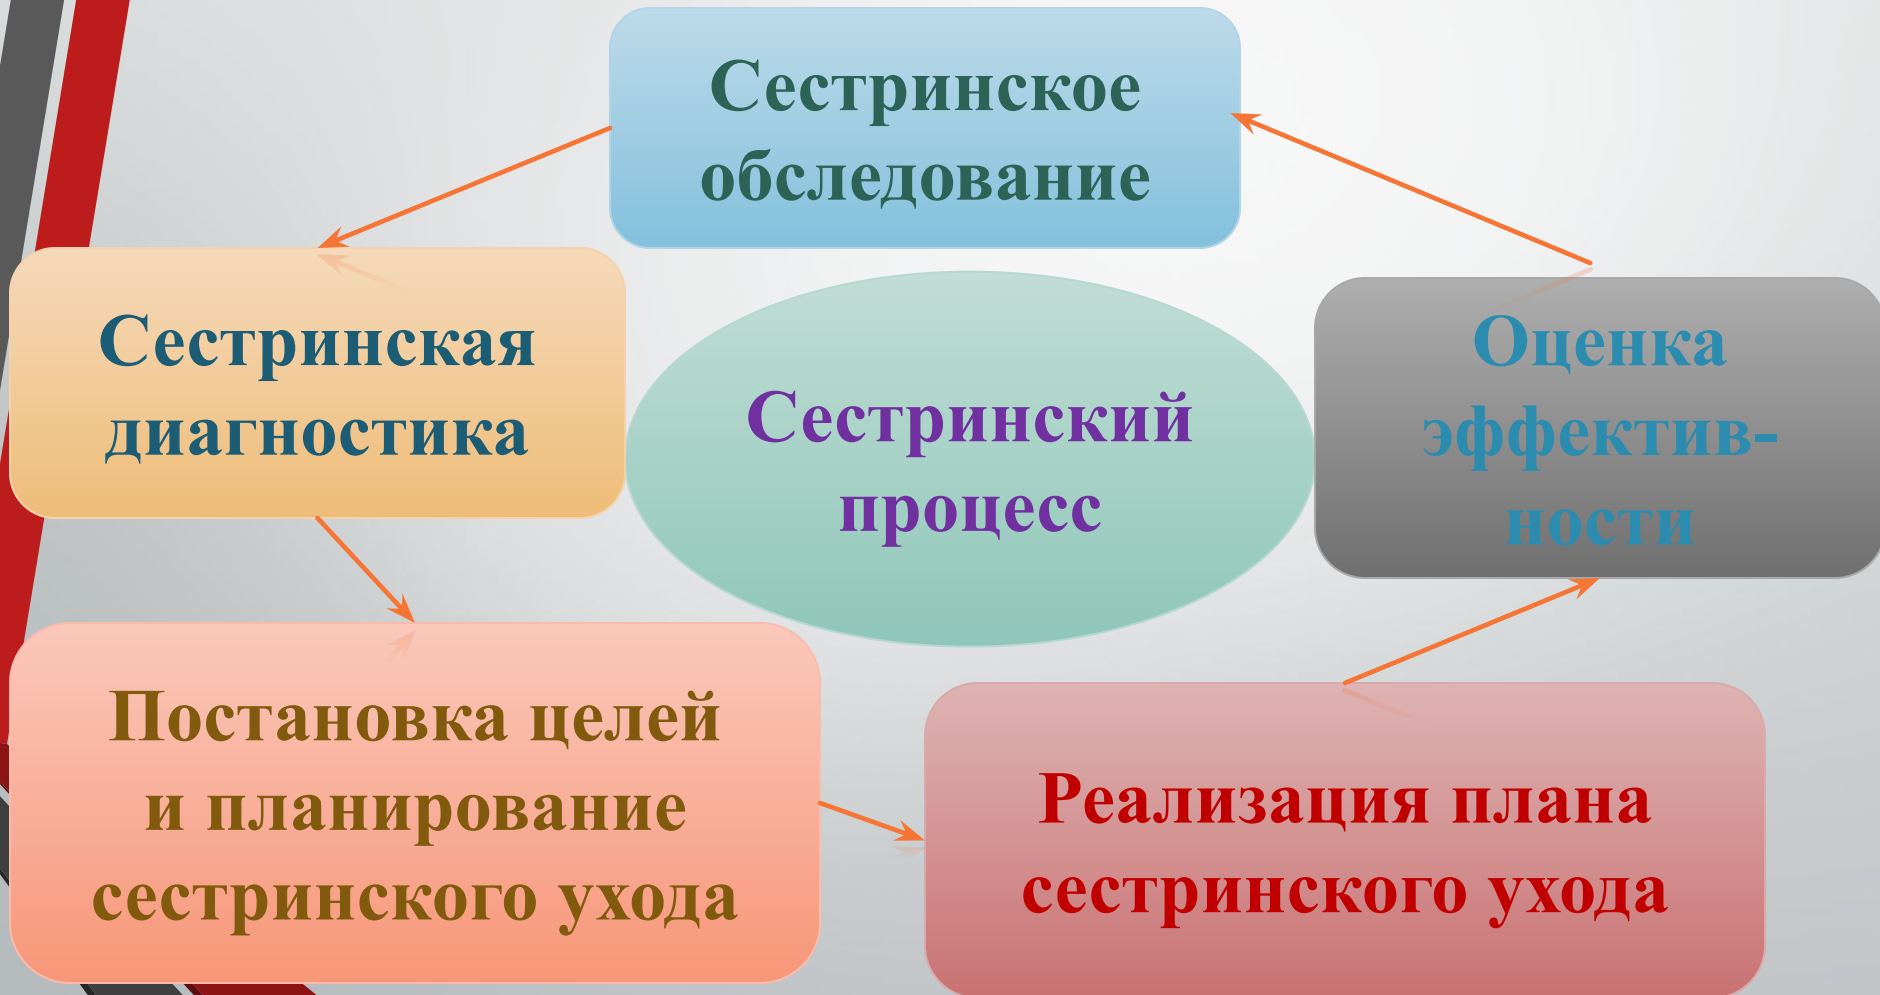 Сестринское
обследование
Сестринская
диагностика
Сестринский
процесс
Оценка
эффектив-
ности
Постановка целей
и планирование
сестринского ухода
Реализация плана
сестринского ухода